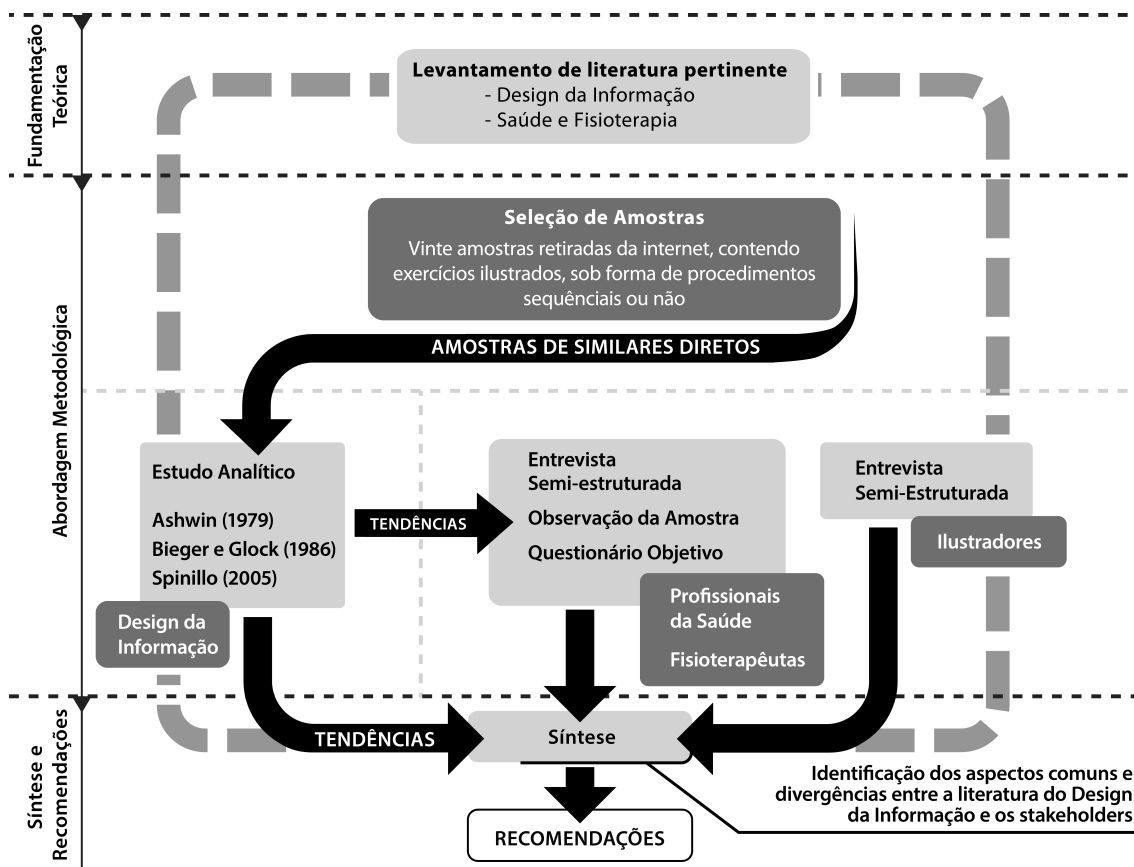 Fundamentação
Teórica
Levantamento de literatura pertinente
- Design da Informação
- Saúde e Fisioterapia
Abordagem Metodológica
Seleção de Amostras
Vinte amostras retiradas da internet, contendo
exercícios ilustrados, sob forma de procedimentos
sequênciais ou não
AMOSTRAS DE SIMILARES DIRETOS
Estudo Analítico
Ashwin (1979)
Bieger e Glock (1986)
Spinillo (2005)
Design da
Informação
TENDÊNCIAS
Entrevista
Semi-estruturada
Observação da Amostra
Questionário Objetivo
Profissionais
da Saúde
Fisioterapêutas
Entrevista
Semi-Estruturada
Ilustradores
Síntese e
Recomendações
TENDÊNCIAS
Síntese
RECOMENDAÇÕES
Identificação dos aspectos comuns e
divergências entre a literatura do Design
da Informação e os stakeholders